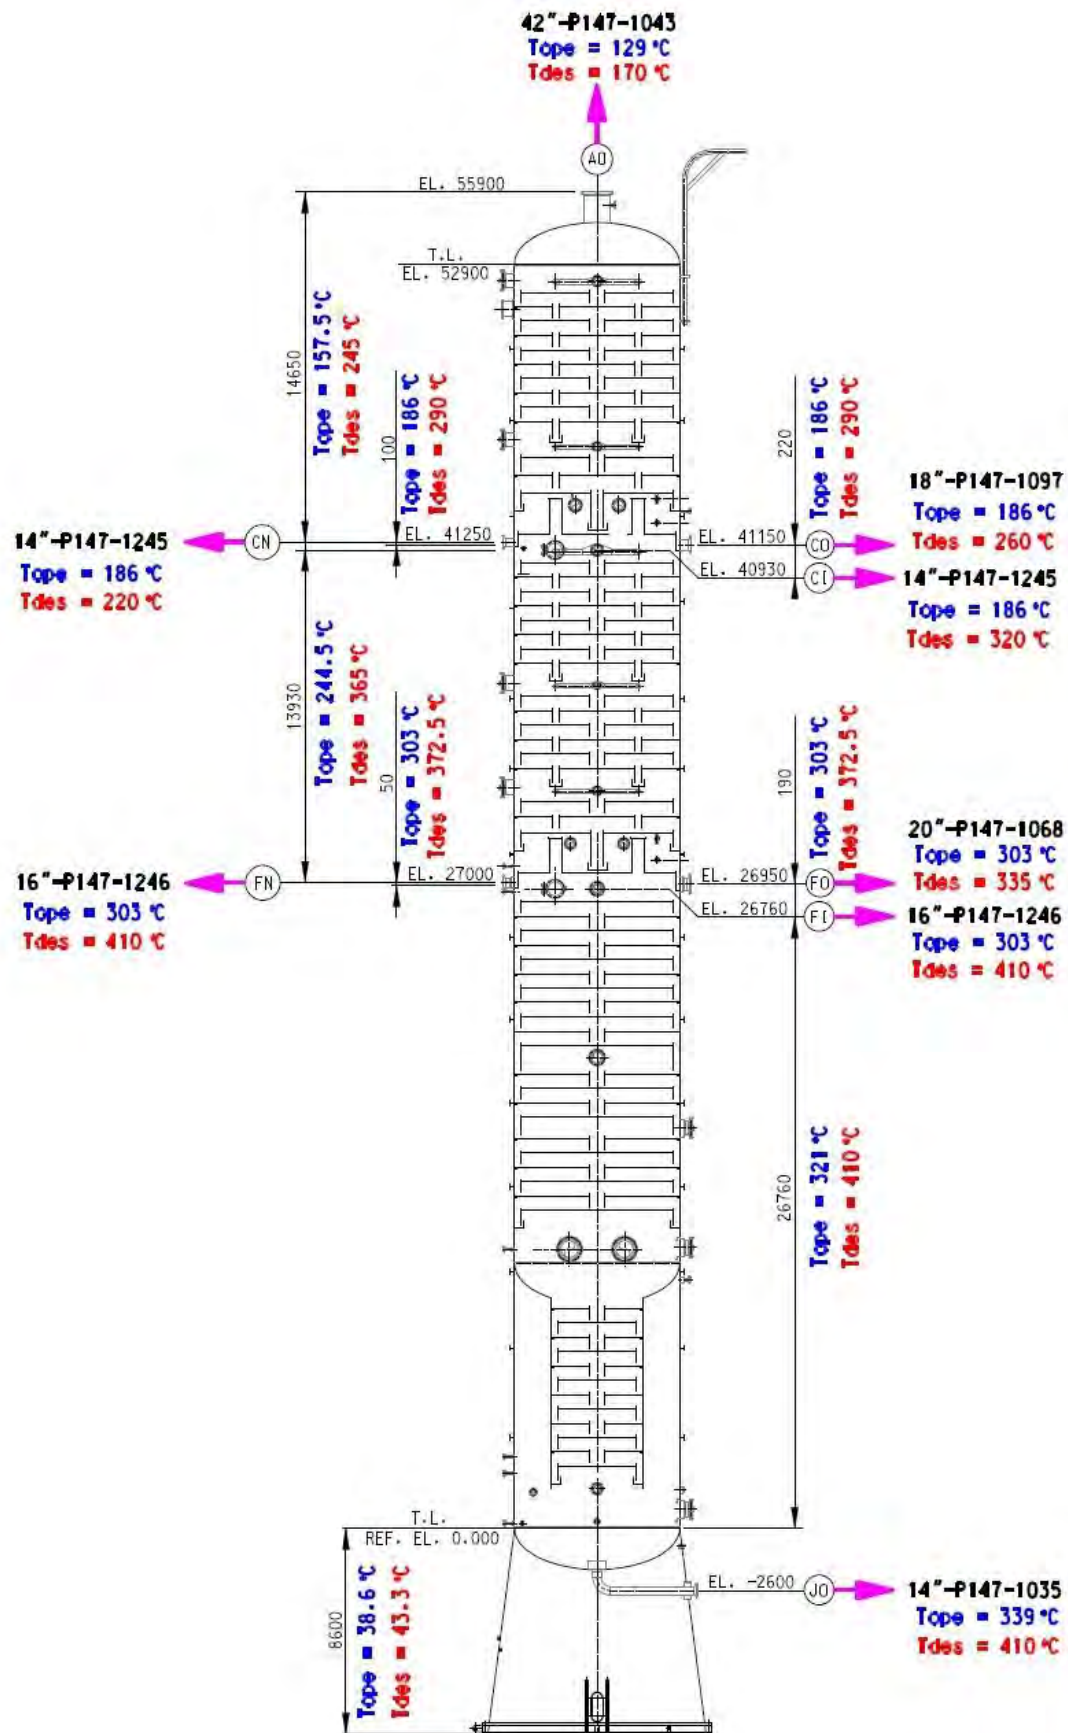 42"-P147-1043
Tope = 129 °C
Tdes = 170 °C
AO
EL. 55900
T.L.
EL. 52900
14650
Tope = 157.5 °C
Tdes = 245 °C
100
Tope = 186 °C
Tdes = 290 °C
220
Tope = 186 °C
Tdes = 290 °C
18"-P147-1097
Tope = 186 °C
Tdes = 260 °C
14"-P147-1245
Tope = 186 °C
Tdes = 220 °C
CN
EL. 41250
EL. 41150
CO
EL. 40930
CI
14"-P147-1245
Tope = 186 °C
Tdes = 320 °C
13930
Tope = 244.5 °C
Tdes = 365 °C
50
Tope = 303 °C
Tdes = 372.5 °C
190
Tope = 303 °C
Tdes = 372.5 °C
20"-P147-1068
Tope = 303 °C
Tdes = 335 °C
16"-P147-1246
Tope = 303 °C
Tdes = 410 °C
FN
EL. 27000
EL. 26950
FO
EL. 26760
FI
16"-P147-1246
Tope = 303 °C
Tdes = 410 °C
26760
Tope = 321 °C
Tdes = 410 °C
T.L.
REF. EL. 0.000
8600
Tope = 38.6 °C
Tdes = 43.3 °C
EL. -2600
JO
14"-P147-1035
Tope = 339 °C
Tdes = 410 °C